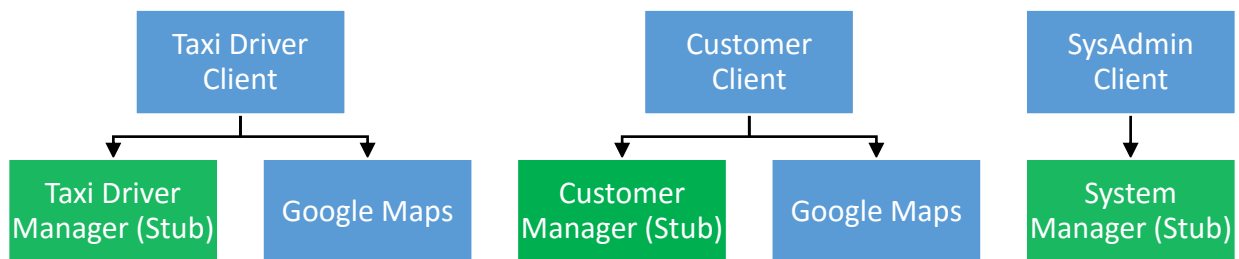 Taxi Driver
Client
Customer
Client
SysAdmin
Client
Taxi Driver
Manager (Stub)
Google Maps
Customer
Manager (Stub)
Google Maps
System
Manager (Stub)